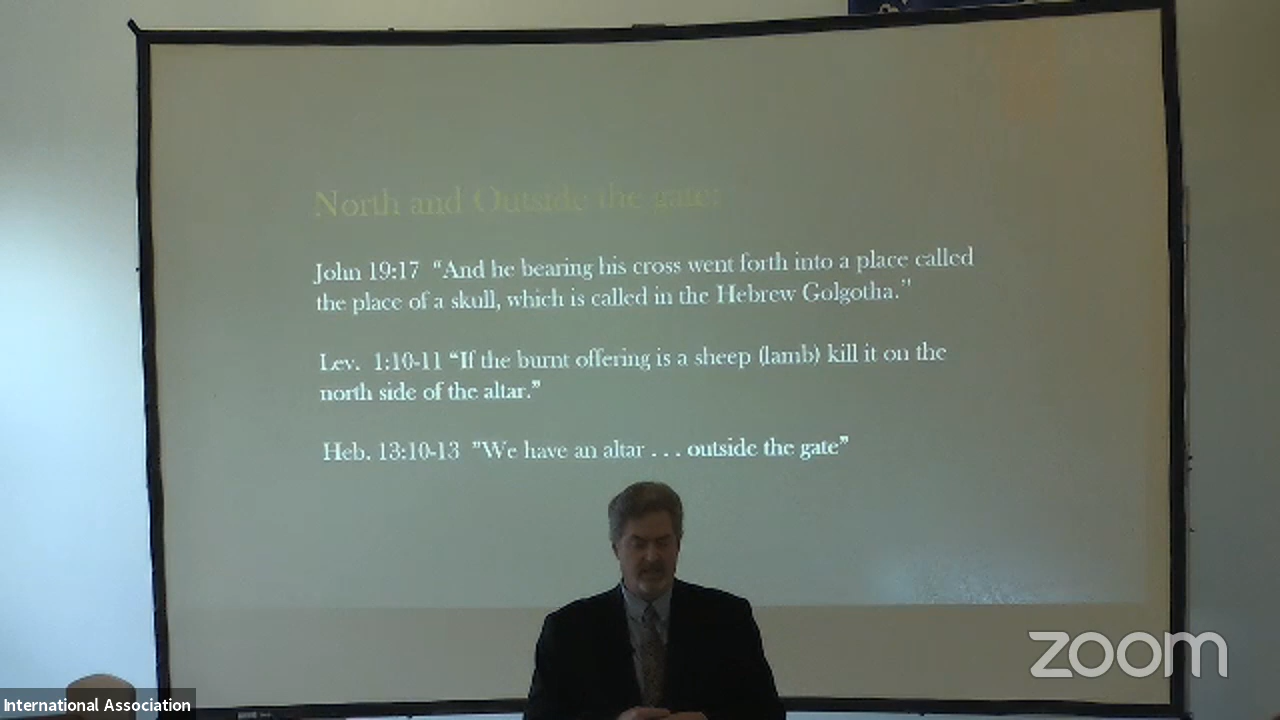 North and Outside the gate:
John 19:17 “And he bearing his cross went forth into a place called
the place of a skull, which is called in the Hebrew Golgotha.”
Lev. 1:10-11 “If the burnt offering is a sheep (lamb) kill it on the
north side of the altar.”
Heb. 13:10-13 ”We have an altar . . . outside the gate”
zoom
International Association